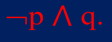 ¬p ∧ q.